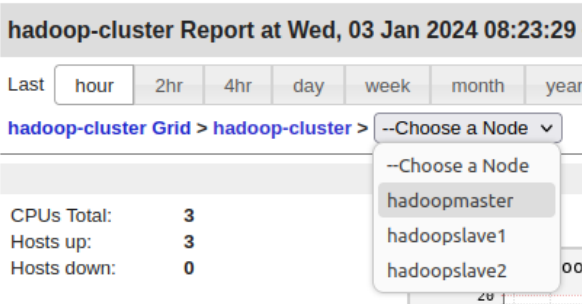 hadoop-cluster Report at Wed, 03 Jan 2024 08:23:29
Last hour 2hr 4hr day week month year
hadoop-cluster Grid > hadoop-cluster > --Choose a Node
--Choose a Node
hadoopmaster
hadoopslave1
hadoopslave2
CPUs Total: 3
Hosts up: 3
Hosts down: 0
20